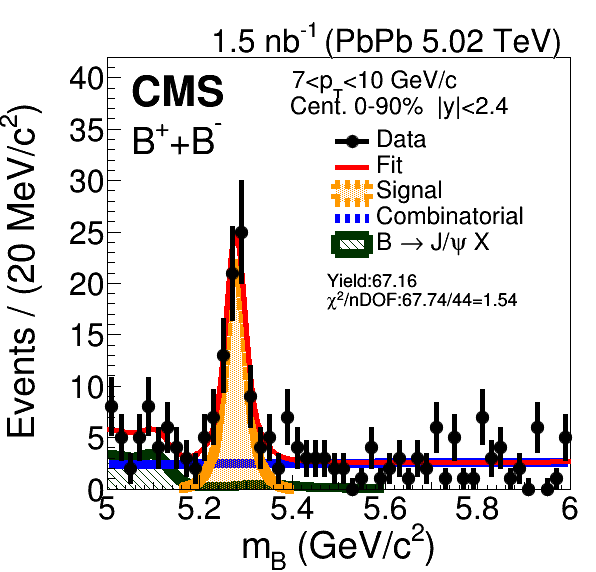 1.5 nb⁻¹ (PbPb 5.02 TeV)
CMS
B⁺+B⁻
7<p_T<10 GeV/c
Cent. 0-90% |y|<2.4
Data
Fit
Signal
Combinatorial
B → J/ψ X
Yield:67.16
χ²/nDOF:67.74/44=1.54
Events / (20 MeV/c²)
40
35
30
25
20
15
10
5
0
5 5.2 5.4 5.6 5.8 6
m_B (GeV/c²)